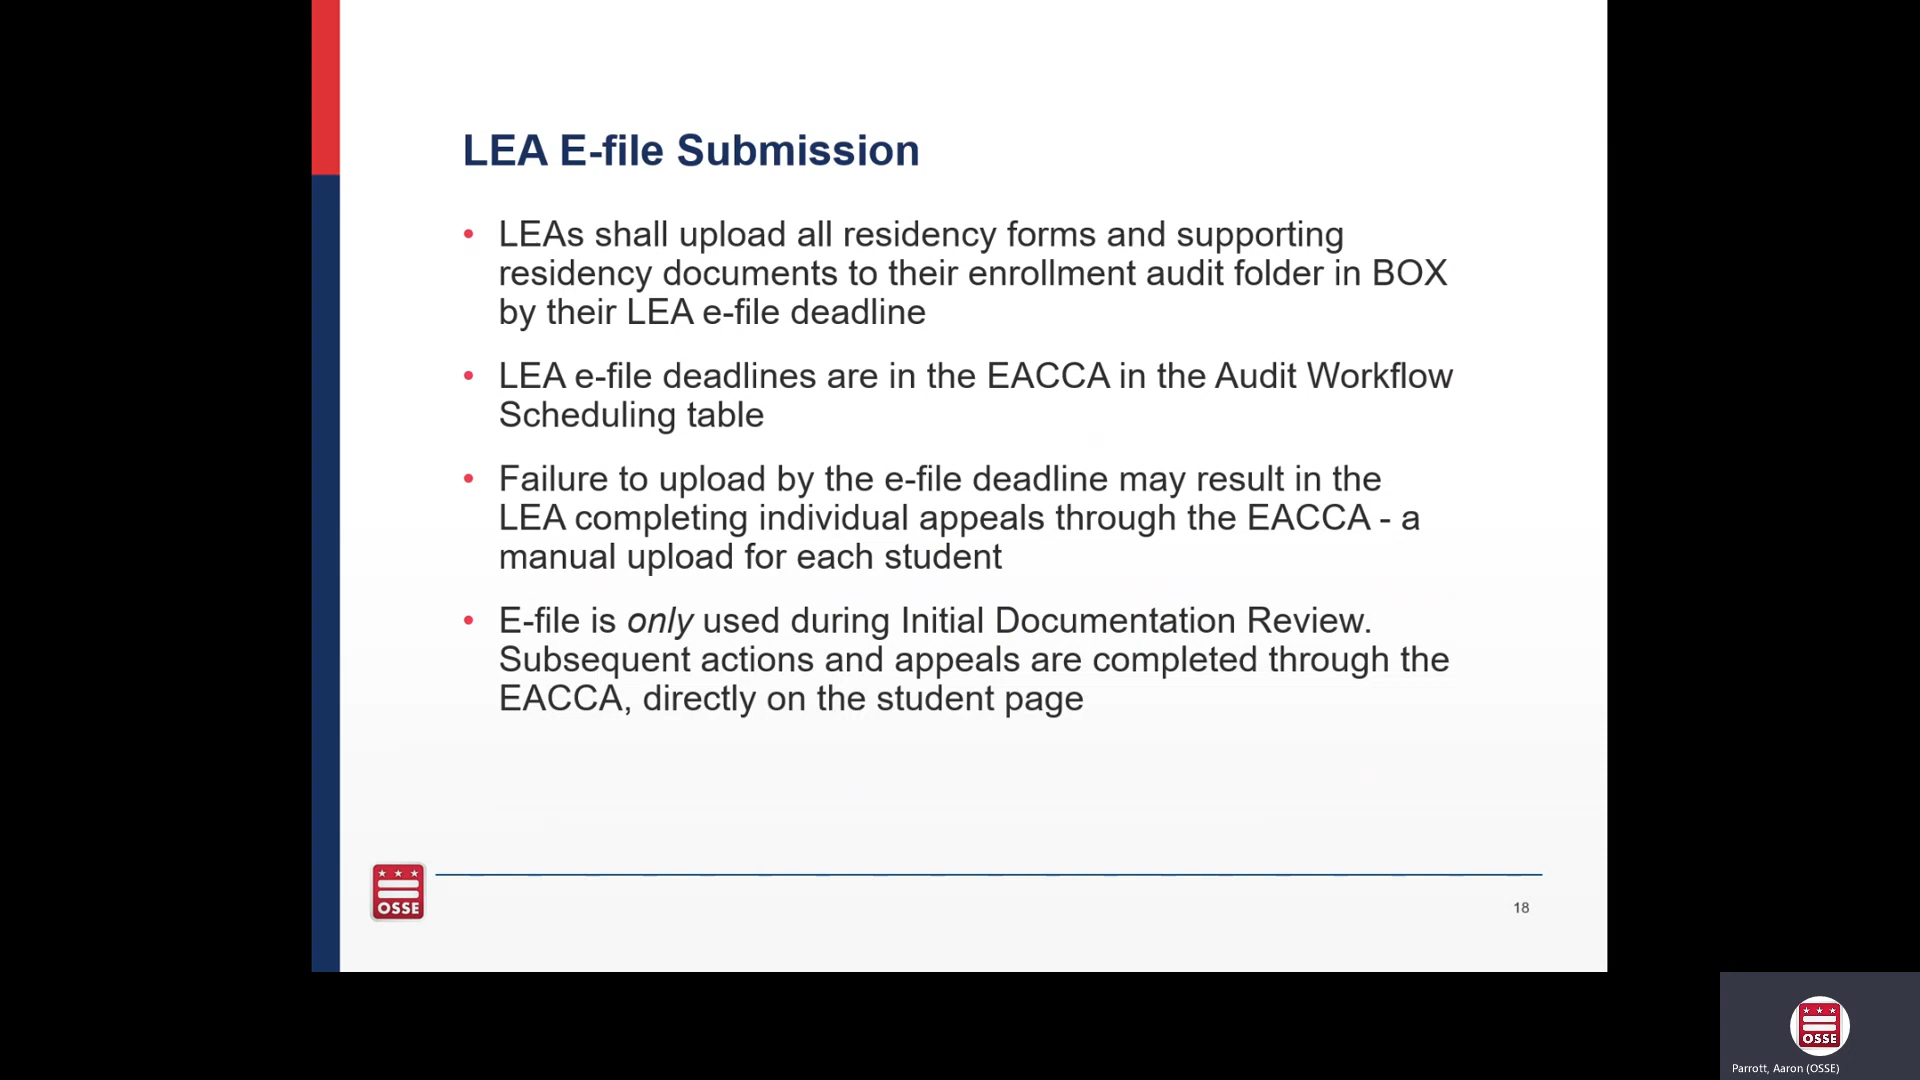 LEA E-file Submission
• LEAs shall upload all residency forms and supporting
residency documents to their enrollment audit folder in BOX
by their LEA e-file deadline
• LEA e-file deadlines are in the EACCA in the Audit Workflow
Scheduling table
• Failure to upload by the e-file deadline may result in the
LEA completing individual appeals through the EACCA - a
manual upload for each student
• E-file is only used during Initial Documentation Review.
Subsequent actions and appeals are completed through the
EACCA, directly on the student page
OSSE
18
OSSE
Parrott, Aaron (OSSE)